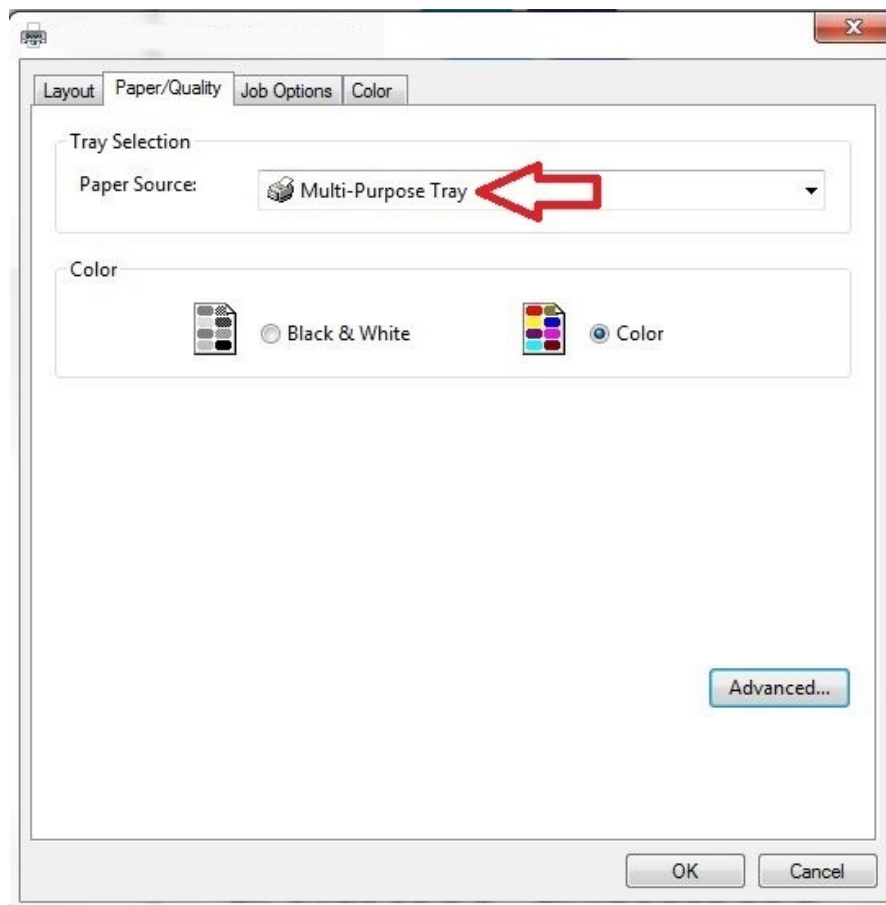 Layout Paper/Quality Job Options Color
Tray Selection
Paper Source: Multi-Purpose Tray
Color
Black & White Color
Advanced...
OK Cancel